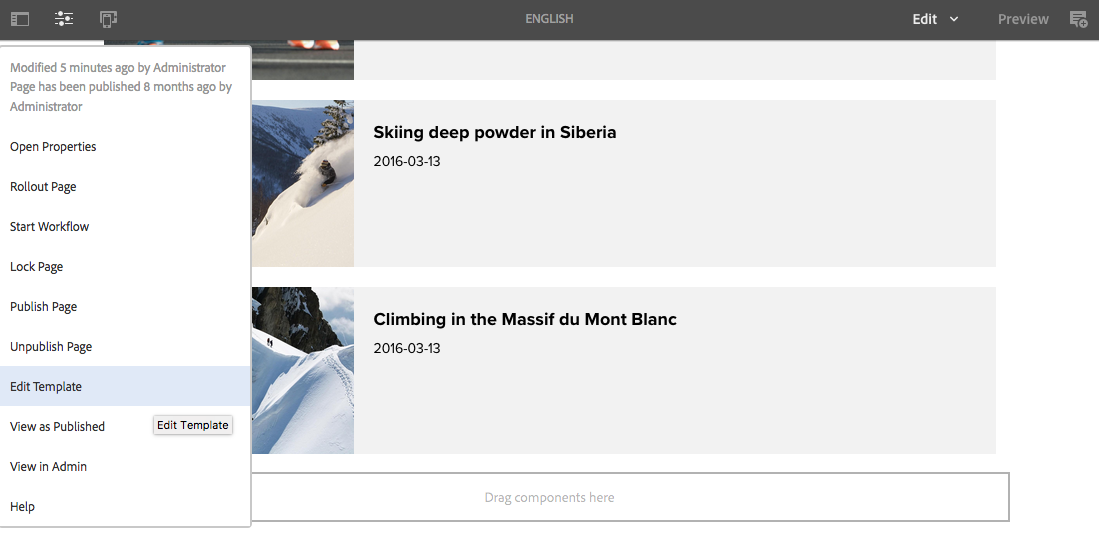 ENGLISH
Edit
Preview
Modified 5 minutes ago by Administrator
Page has been published 8 months ago by
Administrator
Open Properties
Rollout Page
Start Workflow
Lock Page
Publish Page
Unpublish Page
Edit Template
View as Published
Edit Template
View in Admin
Help
Skiing deep powder in Siberia
2016-03-13
Climbing in the Massif du Mont Blanc
2016-03-13
Drag components here